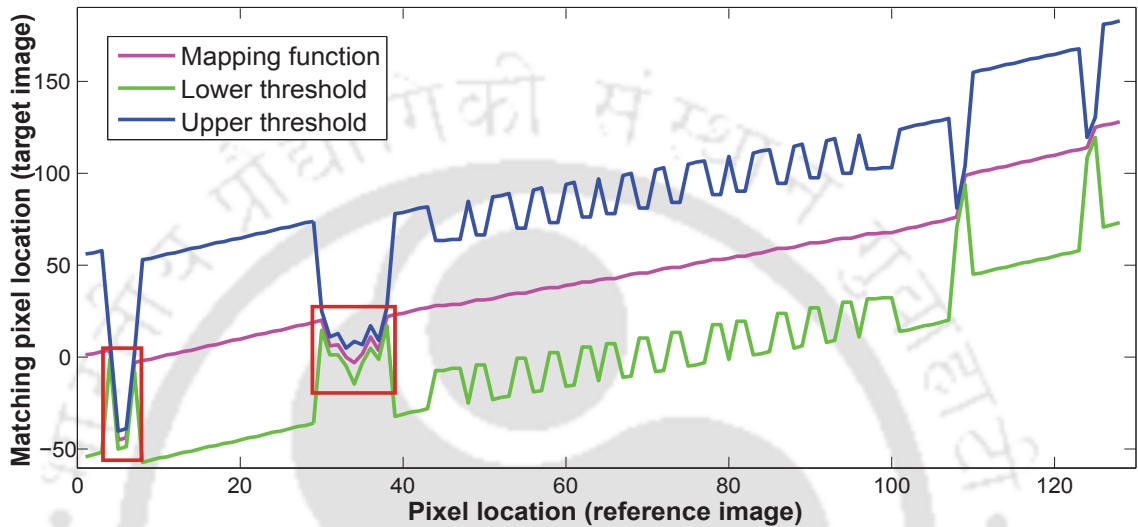 Mapping function
Lower threshold
Upper threshold
Matching pixel location (target image)
150
100
50
0
−50
0 20 40 60 80 100 120
Pixel location (reference image)